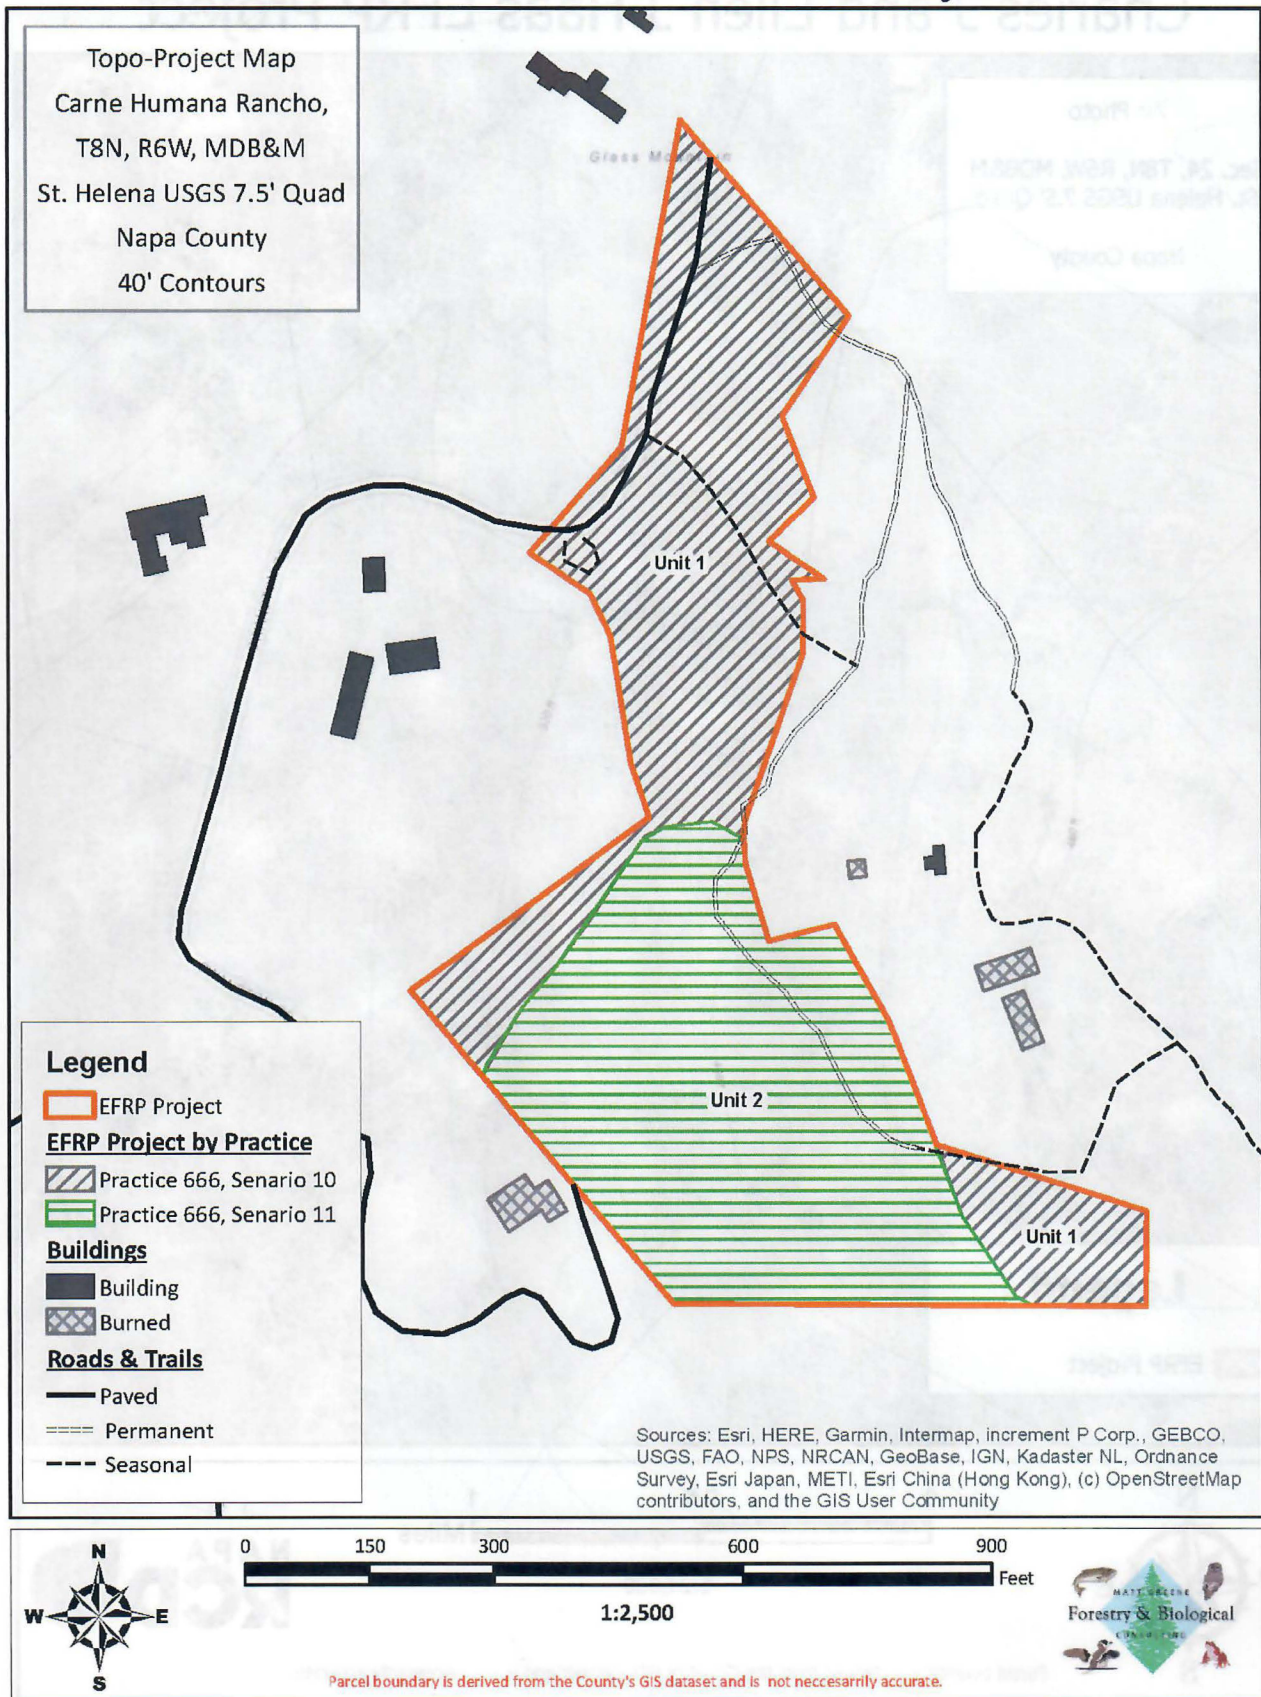 Topo-Project Map
Carne Humana Rancho,
T8N, R6W, MDB&M
St. Helena USGS 7.5' Quad
Napa County
40' Contours
Glass Mountain
Unit 1
Unit 2
Unit 1
Legend
EFRP Project
EFRP Project by Practice
Practice 666, Senario 10
Practice 666, Senario 11
Buildings
Building
Burned
Roads & Trails
Paved
Permanent
Seasonal
Sources: Esri, HERE, Garmin, Intermap, increment P Corp., GEBCO,
USGS, FAO, NPS, NRCAN, GeoBase, IGN, Kadaster NL, Ordnance
Survey, Esri Japan, METI, Esri China (Hong Kong), (c) OpenStreetMap
contributors, and the GIS User Community
N
W E
S
0 150 300 600 900
Feet
1:2,500
MATT GREENE
Forestry & Biological
CONSULTING
Parcel boundary is derived from the County's GIS dataset and is not neccesarrily accurate.